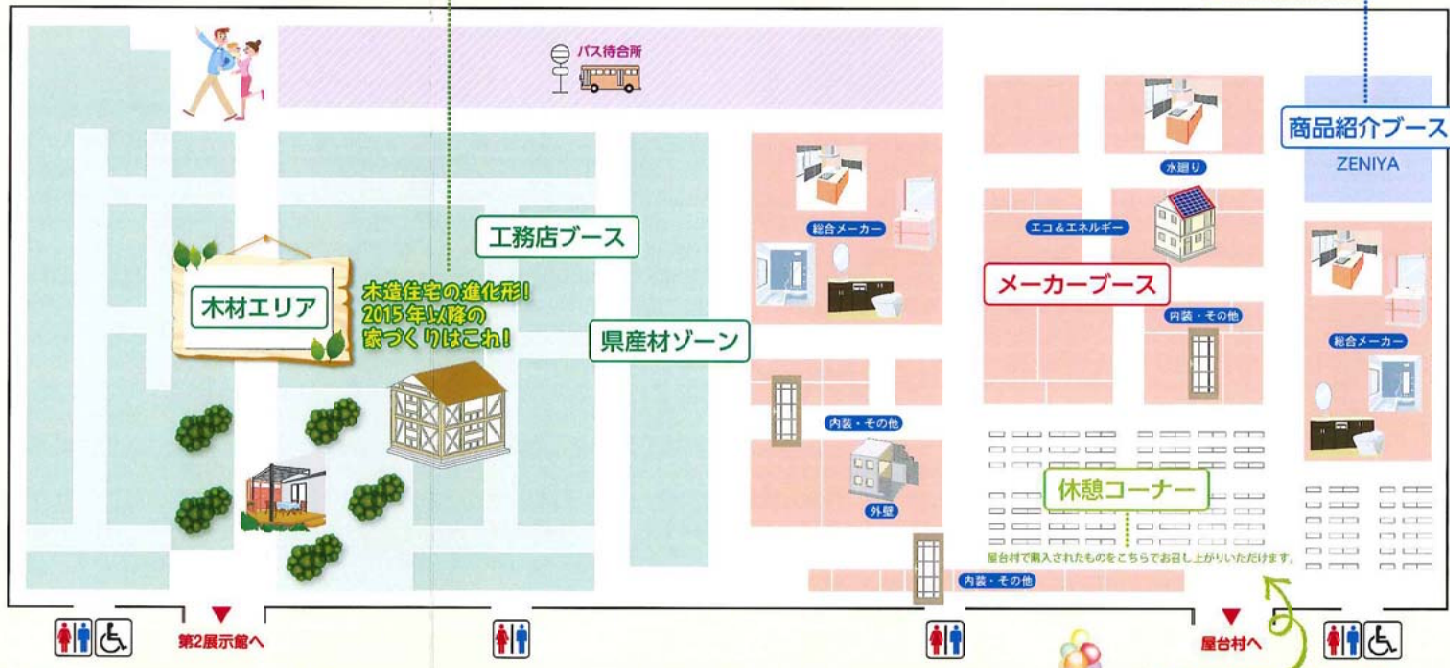 バス待合所
商品紹介ブース
ZENIYA
水廻り
工務店ブース
総合メーカー
エコ&エネルギー
メーカーブース
木材エリア
木造住宅の進化形!
2015年以降の
家づくりはこれ!
県産材ゾーン
内装・その他
総合メーカー
内装・その他
外壁
休憩コーナー
屋台村で購入されたものをこちらでお召し上がりいただけます。
内装・その他
第2展示館へ
屋台村へ